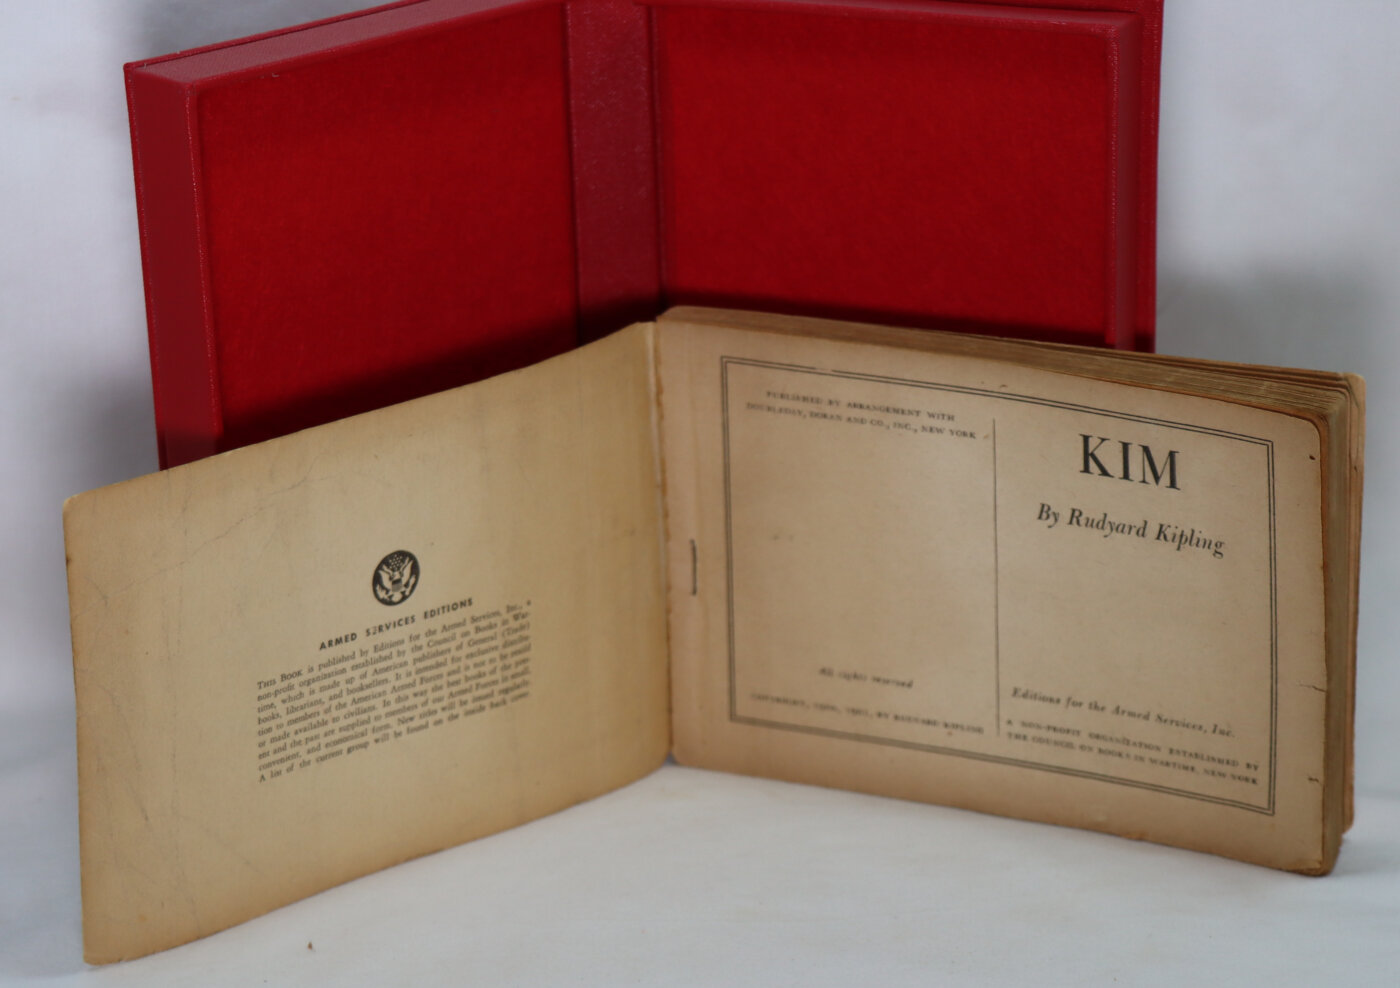 ARMED SERVICES EDITIONS
THIS BOOK is published by Editions for the Armed Services, Inc., a
non-profit organization established by the Council on Books in War-
time, which is made up of American publishers of General (Trade)
books, librarians, and booksellers. It is intended for exclusive distribu-
tion to members of the American Armed Forces and is not to be resold
or made available to civilians. In this way the best books of the pres-
ent and the past are supplied to members of our Armed Forces in small,
convenient, and economical form. New titles will be issued regularly.
A list of the current group will be found on the inside back cover.
PUBLISHED BY ARRANGEMENT WITH
DOUBLEDAY, DORAN AND CO., INC., NEW YORK
All rights reserved
COPYRIGHT, 1900, 1901, BY RUDYARD KIPLING
KIM
By Rudyard Kipling
Editions for the Armed Services, Inc.
A NON-PROFIT ORGANIZATION ESTABLISHED BY
THE COUNCIL ON BOOKS IN WARTIME, NEW YORK